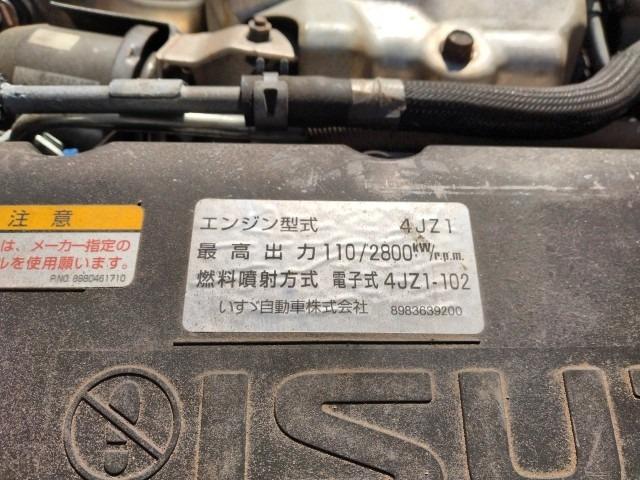 注意
は、メーカー指定の
ルを使用願います。
P.NO. 8980461710
エンジン型式 4JZ1
最高出力 110/2800kW/r.p.m.
燃料噴射方式 電子式 4JZ1-102
いすゞ自動車株式会社 8983639200
ISU